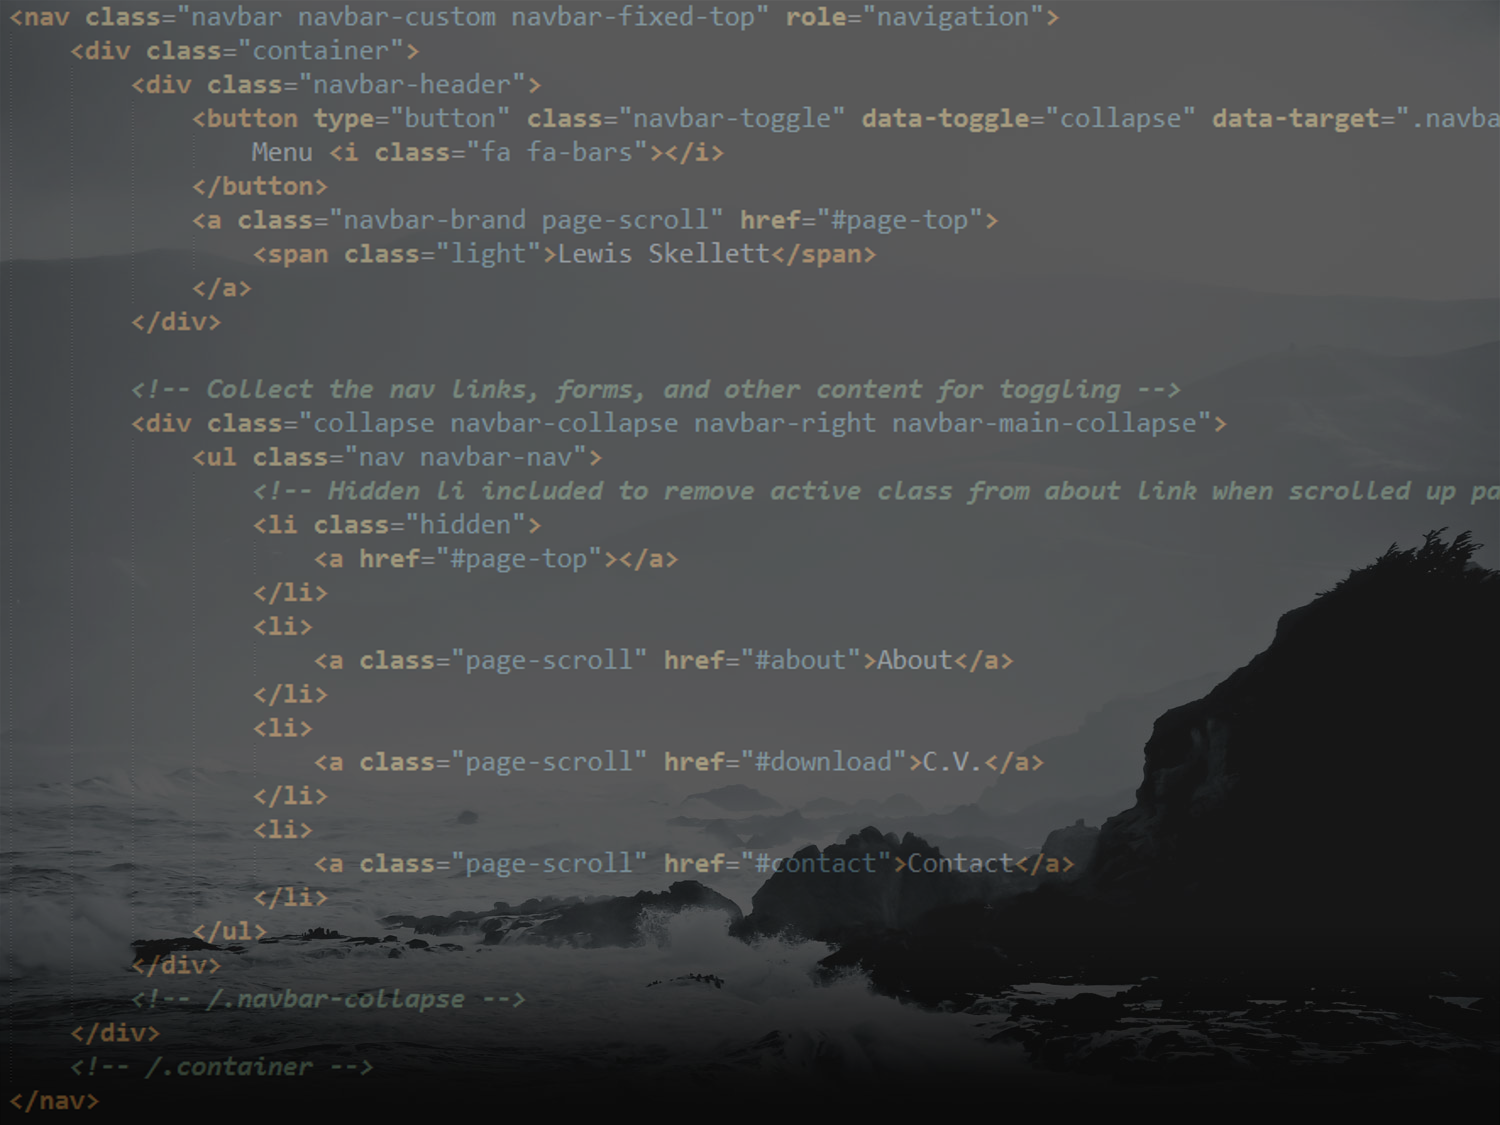 <nav class="navbar navbar-custom navbar-fixed-top" role="navigation">
<div class="container">
<div class="navbar-header">
<button type="button" class="navbar-toggle" data-toggle="collapse" data-target=".navba
Menu <i class="fa fa-bars"></i>
</button>
<a class="navbar-brand page-scroll" href="#page-top">
<span class="light">Lewis Skellett</span>
</a>
</div>
<!-- Collect the nav links, forms, and other content for toggling -->
<div class="collapse navbar-collapse navbar-right navbar-main-collapse">
<ul class="nav navbar-nav">
<!-- Hidden li included to remove active class from about link when scrolled up pa
<li class="hidden">
<a href="#page-top"></a>
</li>
<li>
<a class="page-scroll" href="#about">About</a>
</li>
<li>
<a class="page-scroll" href="#download">C.V.</a>
</li>
<li>
<a class="page-scroll" href="#contact">Contact</a>
</li>
</ul>
</div>
<!-- /.navbar-collapse -->
</div>
<!-- /.container -->
</nav>